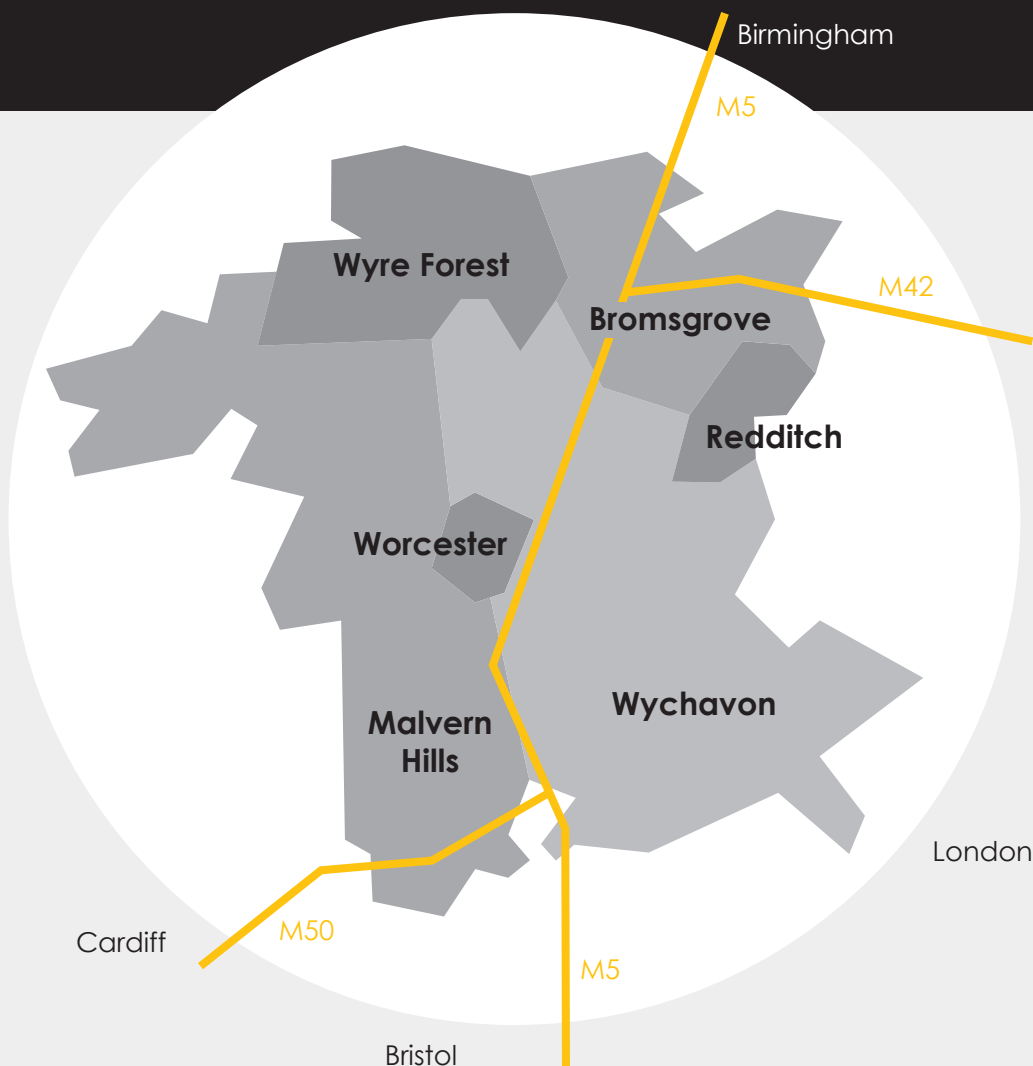 Birmingham
M5
Wyre Forest
M42
Bromsgrove
Redditch
Worcester
Wychavon
Malvern
Hills
London
M50
Cardiff
M5
Bristol